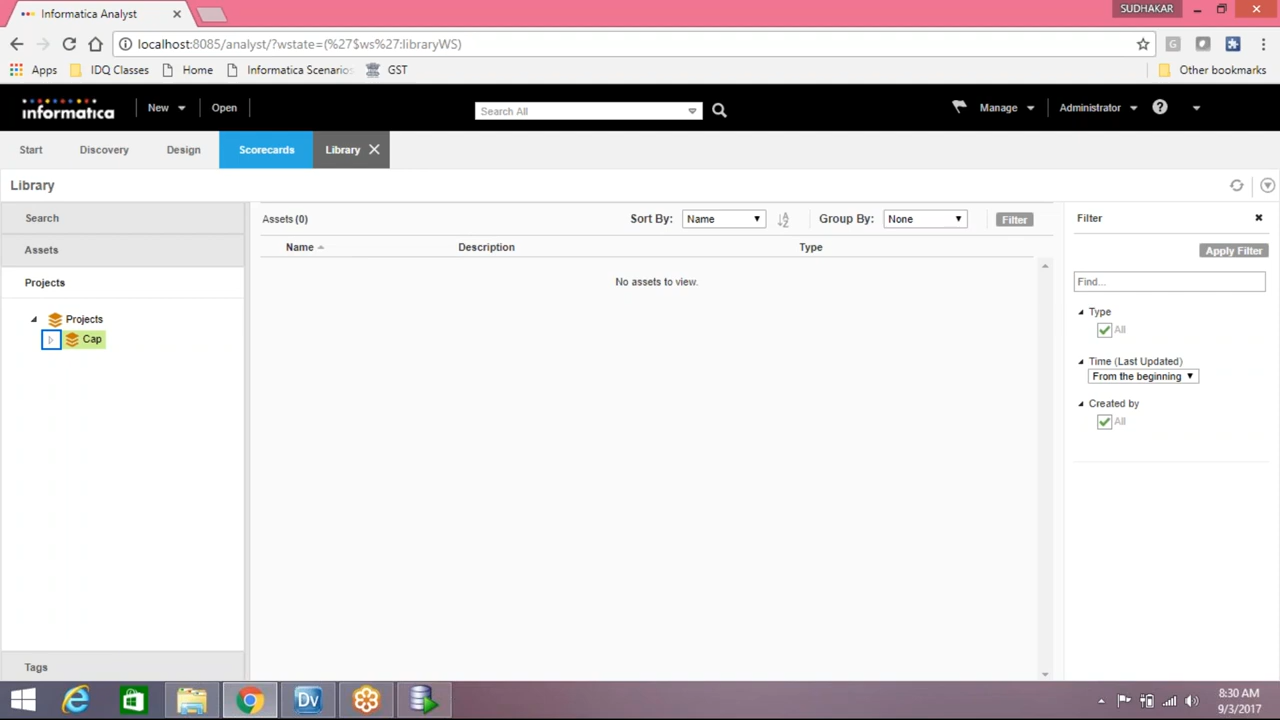 Informatica Analyst
SUDHAKAR
localhost:8085/analyst/?wstate=(%27$ws%27:libraryWS)
Apps
IDQ Classes
Home
Informatica Scenarios
GST
Other bookmarks
informatica
New
Open
Search All
Manage
Administrator
Start
Discovery
Design
Scorecards
Library
Library
Search
Assets
Projects
Projects
Cap
Tags
Assets (0)
Sort By:
Name
Group By:
None
Filter
Name
Description
Type
No assets to view.
Filter
Apply Filter
Find...
Type
All
Time (Last Updated)
From the beginning
Created by
All
Dv
8:30 AM
9/3/2017